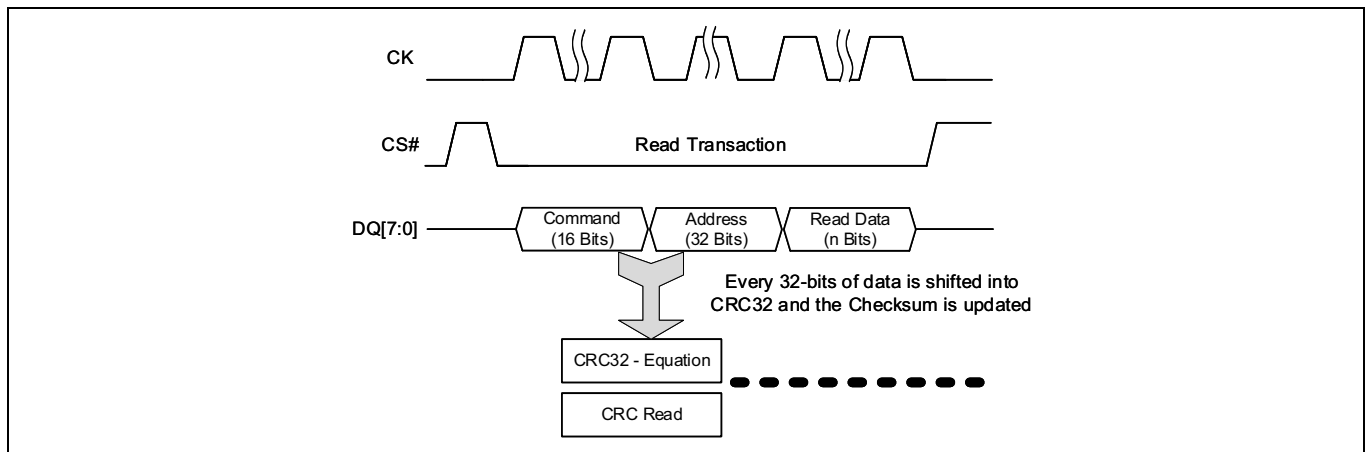 CK
CS#
Read Transaction
DQ[7:0]
Command
(16 Bits)
Address
(32 Bits)
Read Data
(n Bits)
Every 32-bits of data is shifted into
CRC32 and the Checksum is updated
CRC32 - Equation
CRC Read